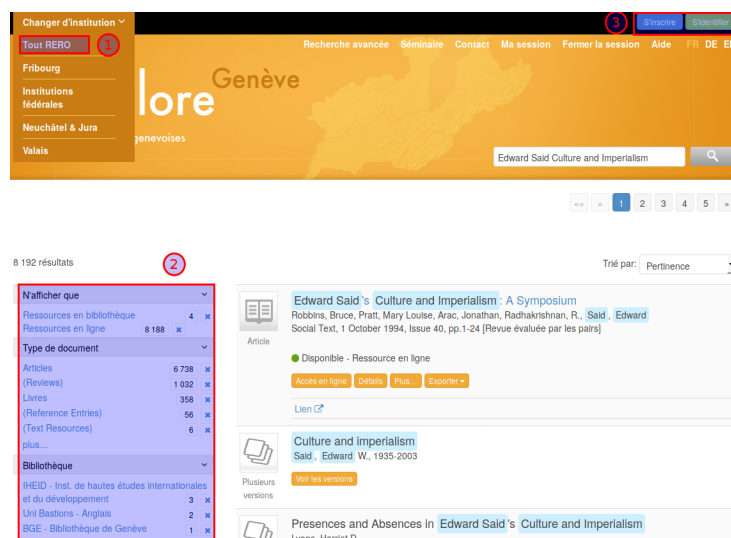 Changer d'institution
3
S'inscrire S'identifier
Tout RERO 1
Recherche avancée Séminaire Contact Ma session Fermer la session Aide FR DE
Fribourg
Institutions
fédérales
Neuchâtel & Jura
Valais
lore Genève
genevoises
Edward Said Culture and Imperialism
«« « 1 2 3 4 5 »
8 192 résultats
2
Trié par: Pertinence
N'afficher que
Ressources en bibliothèque 4 ×
Ressources en ligne 8 188 ×
Type de document
Articles 6 738 ×
(Reviews) 1 032 ×
Livres 358 ×
(Reference Entries) 56 ×
(Text Resources) 6 ×
plus...
Bibliothèque
IHEID - Inst. de hautes études internationales
et du développement 3 ×
Uni Bastions - Anglais 2 ×
BGE - Bibliothèque de Genève 1 ×
Article
Edward Said 's Culture and Imperialism : A Symposium
Robbins, Bruce, Pratt, Mary Louise, Arac, Jonathan, Radhakrishnan, R., Said , Edward
Social Text, 1 October 1994, Issue 40, pp.1-24 [Revue évaluée par les pairs]
Disponible - Ressource en ligne
Accès en ligne Détails Plus... Exporter
Lien
Plusieurs
versions
Culture and imperialism
Said , Edward W., 1935-2003
Voir les versions
Presences and Absences in Edward Said 's Culture and Imperialism